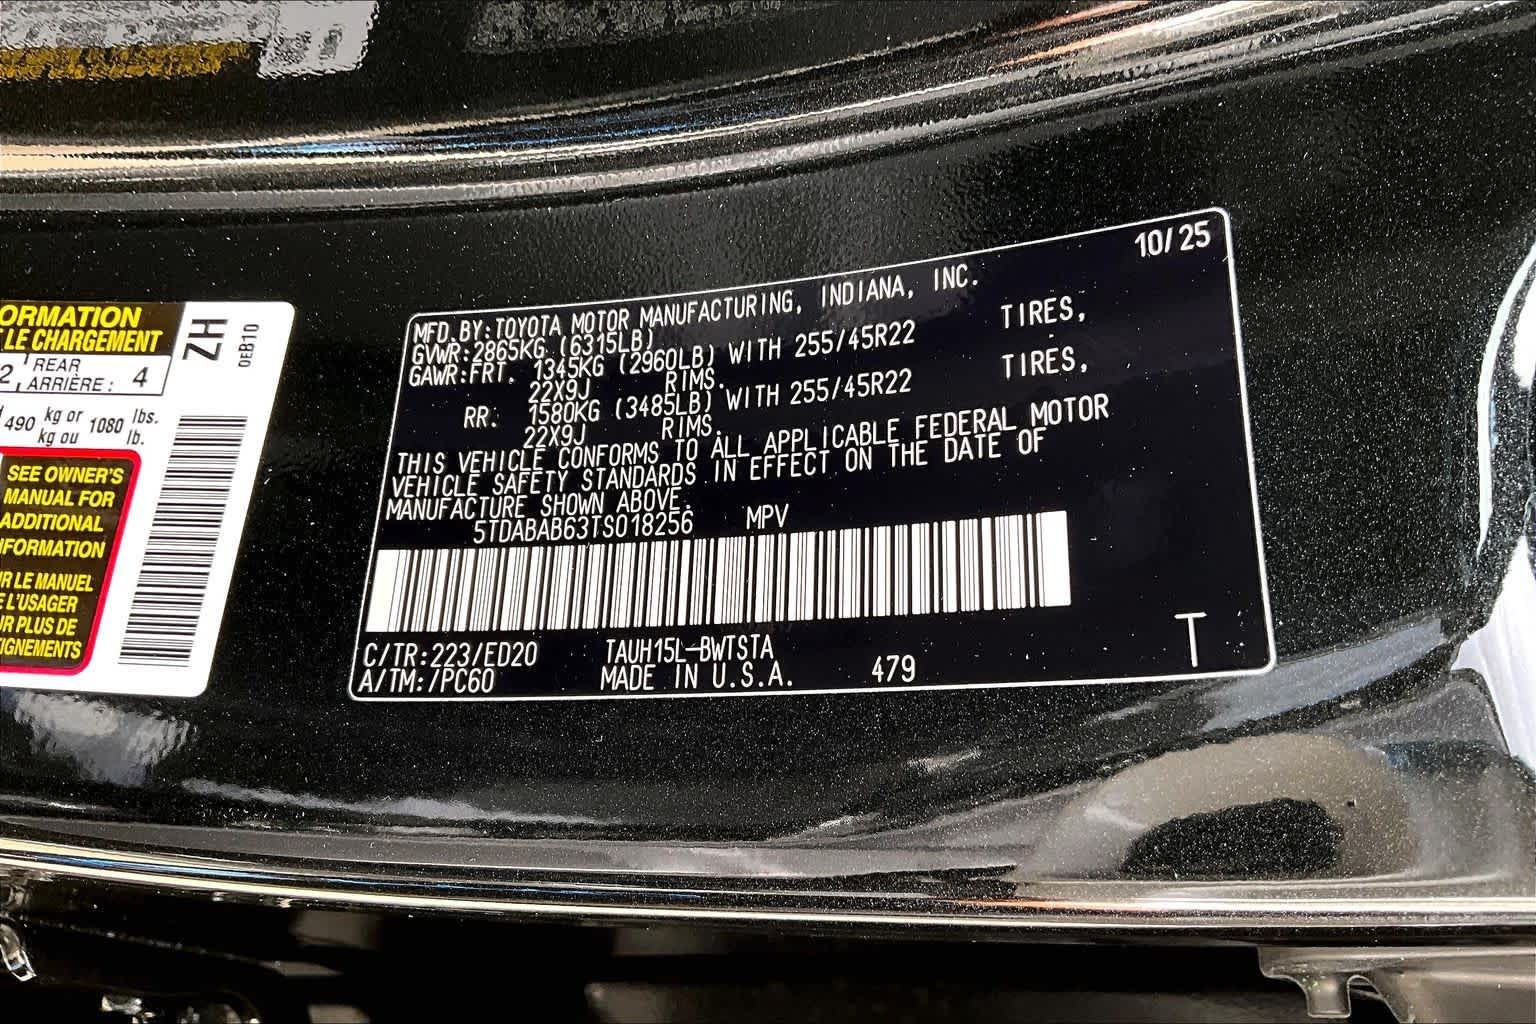 ORMATION
LE CHARGEMENT
2, REAR
ARRIÈRE: 4
490 kg or 1080 lbs.
kg ou lb.
SEE OWNER'S
MANUAL FOR
ADDITIONAL
NFORMATION
R LE MANUEL
E L'USAGER
R PLUS DE
IGNEMENTS
ZH
0EB10
10/25
MFD.BY:TOYOTA MOTOR MANUFACTURING, INDIANA, INC.
GVWR:2865KG (6315LB)
GAWR:FRT. 1345KG (2960LB) WITH 255/45R22 TIRES,
22X9J RIMS.
RR: 1580KG (3485LB) WITH 255/45R22 TIRES,
22X9J RIMS.
THIS VEHICLE CONFORMS TO ALL APPLICABLE FEDERAL MOTOR
VEHICLE SAFETY STANDARDS IN EFFECT ON THE DATE OF
MANUFACTURE SHOWN ABOVE.
5TDABAB63TS018256 MPV
C/TR:223/ED20 TAUH15L-BWTSTA
A/TM:/PC60 MADE IN U.S.A. 479
T